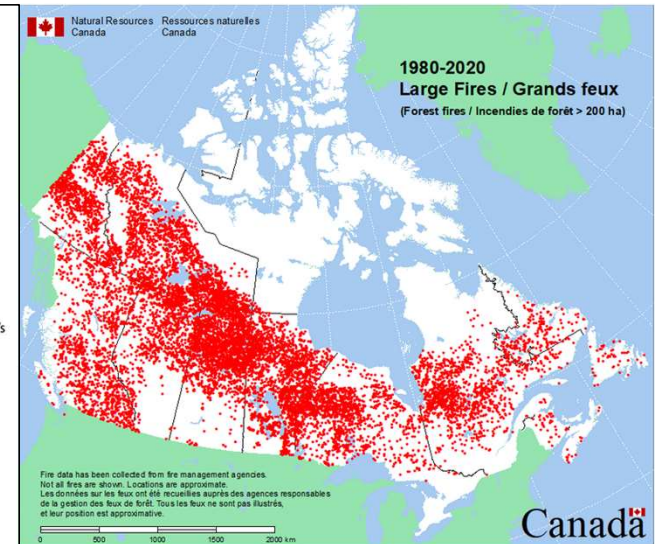 Natural Resources Ressources naturelles
Canada Canada
1980-2020
Large Fires / Grands feux
(Forest fires / Incendies de forêt > 200 ha)
Fire data has been collected from fire management agencies.
Not all fires are shown. Locations are approximate.
Les données sur les feux ont été recueillies auprès des agences responsables
de la gestion des feux de forêt. Tous les feux ne sont pas illustrés,
et leur position est approximative.
0 500 1000 1500 2000 km
Canada